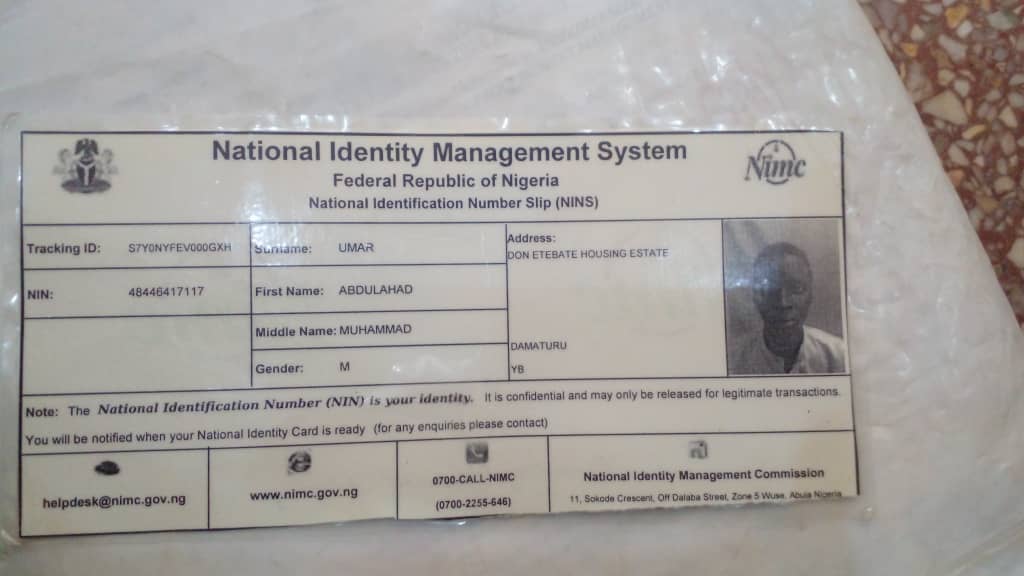 National Identity Management System
Federal Republic of Nigeria
National Identification Number Slip (NINS)
Nimc
Tracking ID: S7Y0NYFEV000GXH
Surname: UMAR
Address:
DON ETEBATE HOUSING ESTATE
NIN: 48446417117
First Name: ABDULAHAD
Middle Name: MUHAMMAD
DAMATURU
Gender: M
YB
Note: The National Identification Number (NIN) is your identity. It is confidential and may only be released for legitimate transactions.
You will be notified when your National Identity Card is ready (for any enquiries please contact)
helpdesk@nimc.gov.ng
www.nimc.gov.ng
0700-CALL-NIMC
(0700-2255-646)
National Identity Management Commission
11, Sokode Crescent, Off Dalaba Street, Zone 5 Wuse, Abuja Nigeria